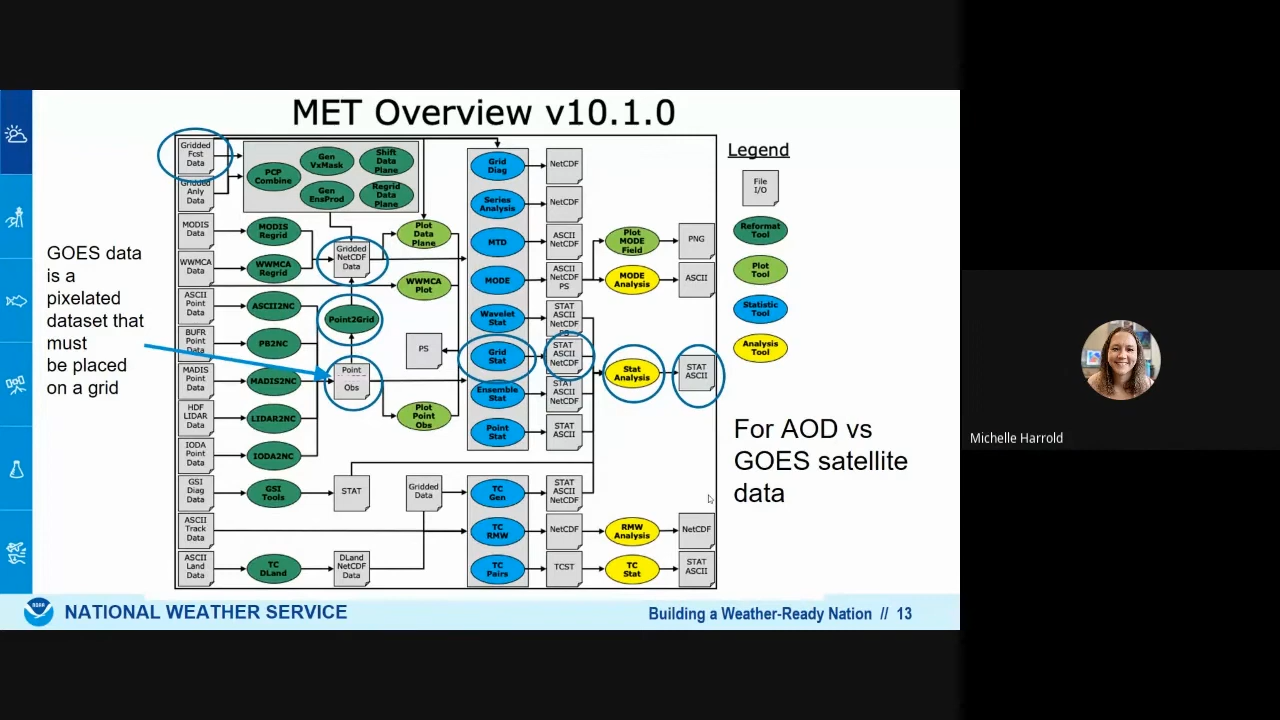 MET Overview v10.1.0
Gridded
Fcst
Data
Gridded
Anly
Data
MODIS
Data
WWMCA
Data
ASCII
Point
Data
BUFR
Point
Data
MADIS
Point
Data
HDF
LIDAR
Data
IODA
Point
Data
GSI
Diag
Data
ASCII
Track
Data
ASCII
Land
Data
PCP
Combine
Gen
VxMask
Shift
Data
Plane
Gen
EnsProd
Regrid
Data
Plane
MODIS
Regrid
WWMCA
Regrid
ASCII2NC
PB2NC
MADIS2NC
LIDAR2NC
IODA2NC
GSI
Tools
TC
DLand
Gridded
NetCDF
Data
Point2Grid
Point
Obs
STAT
DLand
NetCDF
Data
Plot
Data
Plane
WWMCA
Plot
PS
Plot
Point
Obs
Gridded
Data
Grid
Diag
Series
Analysis
MTD
MODE
Wavelet
Stat
Grid
Stat
Ensemble
Stat
Point
Stat
TC
Gen
TC
RMW
TC
Pairs
NetCDF
NetCDF
ASCII
NetCDF
ASCII
NetCDF
PS
STAT
ASCII
NetCDF
PS
STAT
ASCII
NetCDF
STAT
ASCII
NetCDF
STAT
ASCII
STAT
ASCII
NetCDF
NetCDF
TCST
Plot
MODE
Field
MODE
Analysis
Stat
Analysis
RMW
Analysis
TC
Stat
PNG
ASCII
STAT
ASCII
NetCDF
STAT
ASCII
Legend
File
I/O
Reformat
Tool
Plot
Tool
Statistic
Tool
Analysis
Tool
GOES data
is a
pixelated
dataset that
must
be placed
on a grid
For AOD vs
GOES satellite
data
NATIONAL WEATHER SERVICE
Building a Weather-Ready Nation // 13
Michelle Harrold